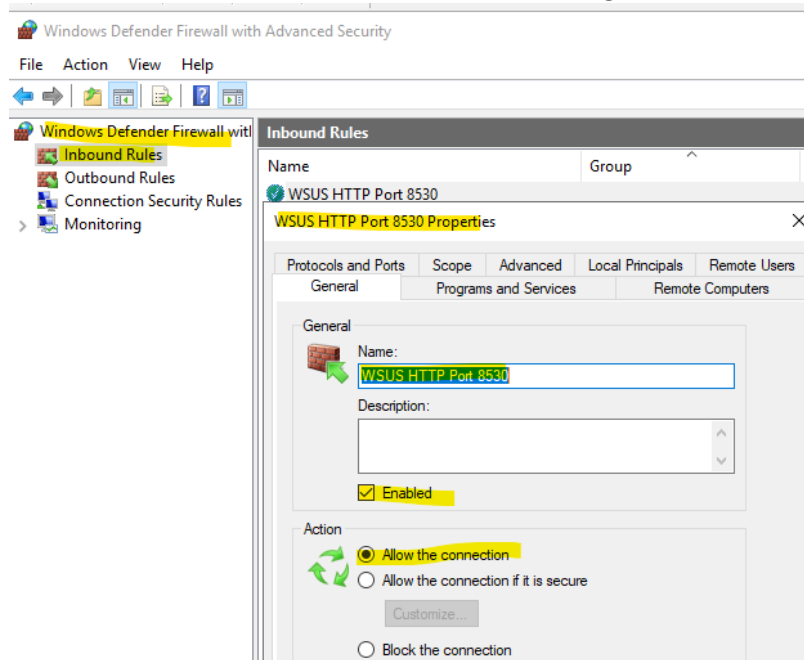 Windows Defender Firewall with Advanced Security
File Action View Help
Windows Defender Firewall with
Inbound Rules
Outbound Rules
Connection Security Rules
Monitoring
Inbound Rules
Name Group
WSUS HTTP Port 8530
WSUS HTTP Port 8530 Properties
Protocols and Ports Scope Advanced Local Principals Remote Users
General Programs and Services Remote Computers
General
Name:
WSUS HTTP Port 8530
Description:
Enabled
Action
Allow the connection
Allow the connection if it is secure
Customize...
Block the connection